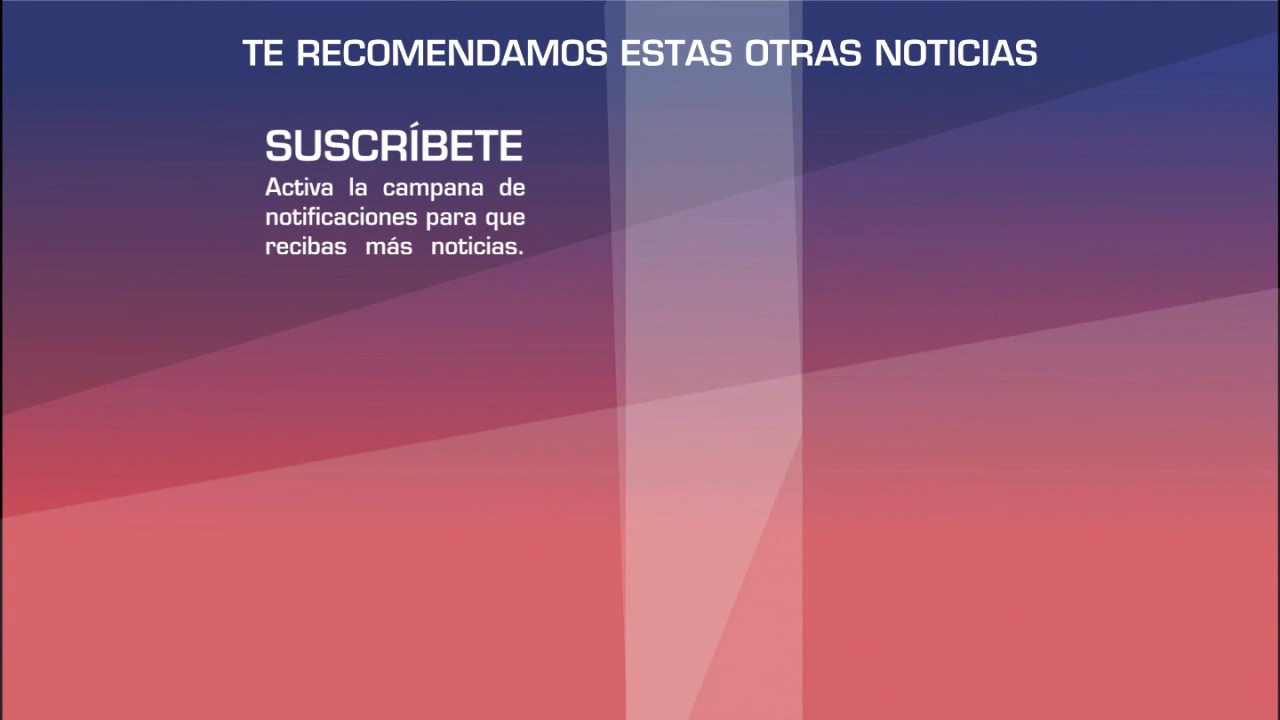 TE RECOMENDAMOS ESTAS OTRAS NOTICIAS
SUSCRÍBETE
Activa la campana de
notificaciones para que
recibas más noticias.